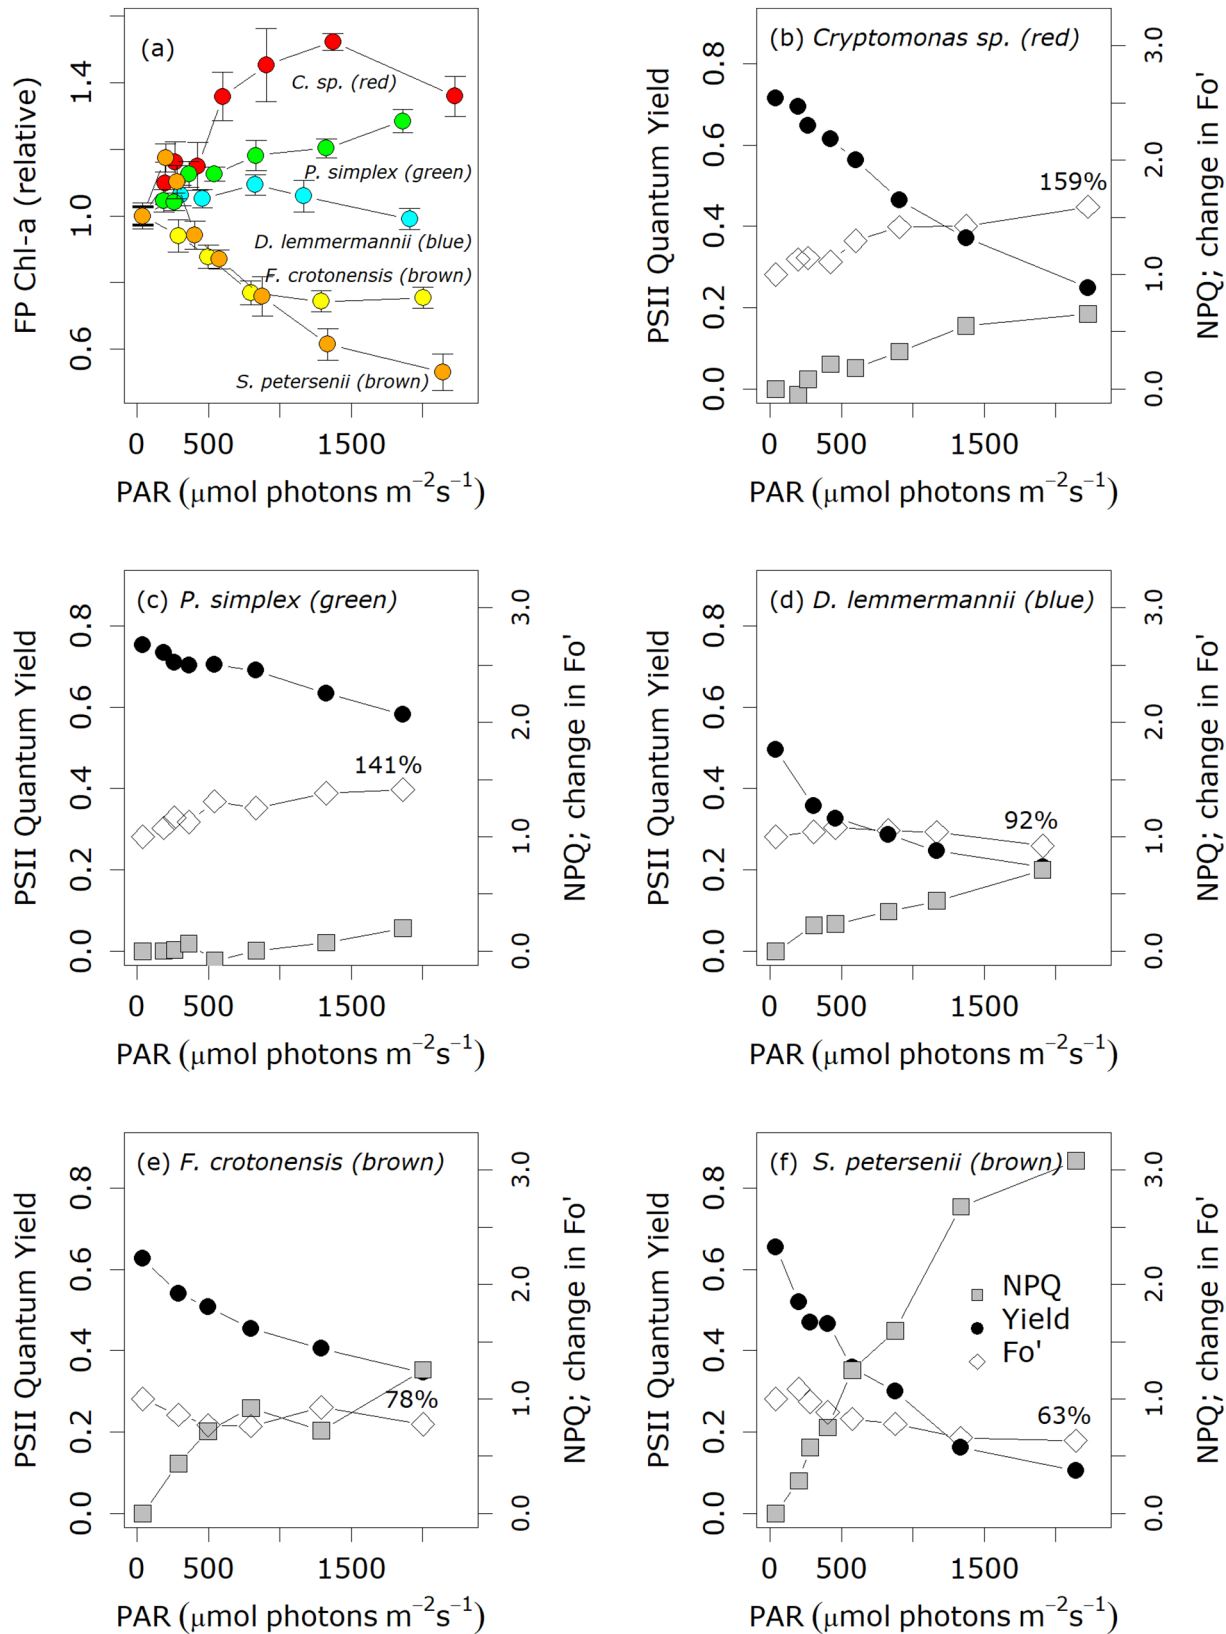 (a)
C. sp. (red)
P. simplex (green)
D. lemmermannii (blue)
F. crotonensis (brown)
S. petersenii (brown)
FP Chl-a (relative)
0.6
1.0
1.4
0
500
1500
PAR (μmol photons m⁻²s⁻¹)
(b) Cryptomonas sp. (red)
159%
PSII Quantum Yield
0.0
0.2
0.4
0.6
0.8
NPQ; change in Fo'
0.0
1.0
2.0
3.0
0
500
1500
PAR (μmol photons m⁻²s⁻¹)
(c) P. simplex (green)
141%
PSII Quantum Yield
0.0
0.2
0.4
0.6
0.8
NPQ; change in Fo'
0.0
1.0
2.0
3.0
0
500
1500
PAR (μmol photons m⁻²s⁻¹)
(d) D. lemmermannii (blue)
92%
PSII Quantum Yield
0.0
0.2
0.4
0.6
0.8
NPQ; change in Fo'
0.0
1.0
2.0
3.0
0
500
1500
PAR (μmol photons m⁻²s⁻¹)
(e) F. crotonensis (brown)
78%
PSII Quantum Yield
0.0
0.2
0.4
0.6
0.8
NPQ; change in Fo'
0.0
1.0
2.0
3.0
0
500
1500
PAR (μmol photons m⁻²s⁻¹)
(f) S. petersenii (brown)
NPQ
Yield
Fo'
63%
PSII Quantum Yield
0.0
0.2
0.4
0.6
0.8
NPQ; change in Fo'
0.0
1.0
2.0
3.0
0
500
1500
PAR (μmol photons m⁻²s⁻¹)